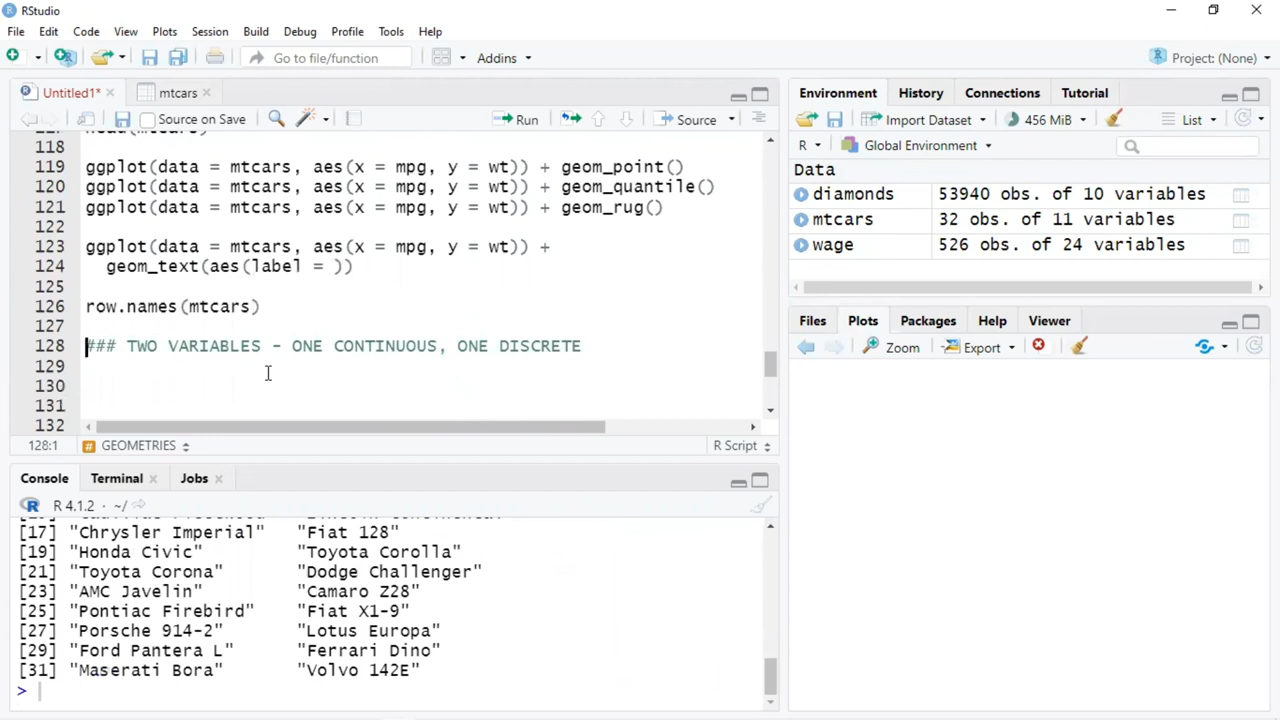 RStudio
File Edit Code View Plots Session Build Debug Profile Tools Help
Go to file/function Addins Project: (None)
Untitled1* mtcars
Source on Save Run Source
118
119 ggplot(data = mtcars, aes(x = mpg, y = wt)) + geom_point()
120 ggplot(data = mtcars, aes(x = mpg, y = wt)) + geom_quantile()
121 ggplot(data = mtcars, aes(x = mpg, y = wt)) + geom_rug()
122
123 ggplot(data = mtcars, aes(x = mpg, y = wt)) +
124 geom_text(aes(label = ))
125
126 row.names(mtcars)
127
128 ### TWO VARIABLES - ONE CONTINUOUS, ONE DISCRETE
129
130
131
132
128:1 # GEOMETRIES R Script
Console Terminal Jobs
R 4.1.2 · ~/
[17] "Chrysler Imperial" "Fiat 128"
[19] "Honda Civic" "Toyota Corolla"
[21] "Toyota Corona" "Dodge Challenger"
[23] "AMC Javelin" "Camaro Z28"
[25] "Pontiac Firebird" "Fiat X1-9"
[27] "Porsche 914-2" "Lotus Europa"
[29] "Ford Pantera L" "Ferrari Dino"
[31] "Maserati Bora" "Volvo 142E"
>
Environment History Connections Tutorial
Import Dataset 456 MiB List
R Global Environment
Data
diamonds 53940 obs. of 10 variables
mtcars 32 obs. of 11 variables
wage 526 obs. of 24 variables
Files Plots Packages Help Viewer
Zoom Export